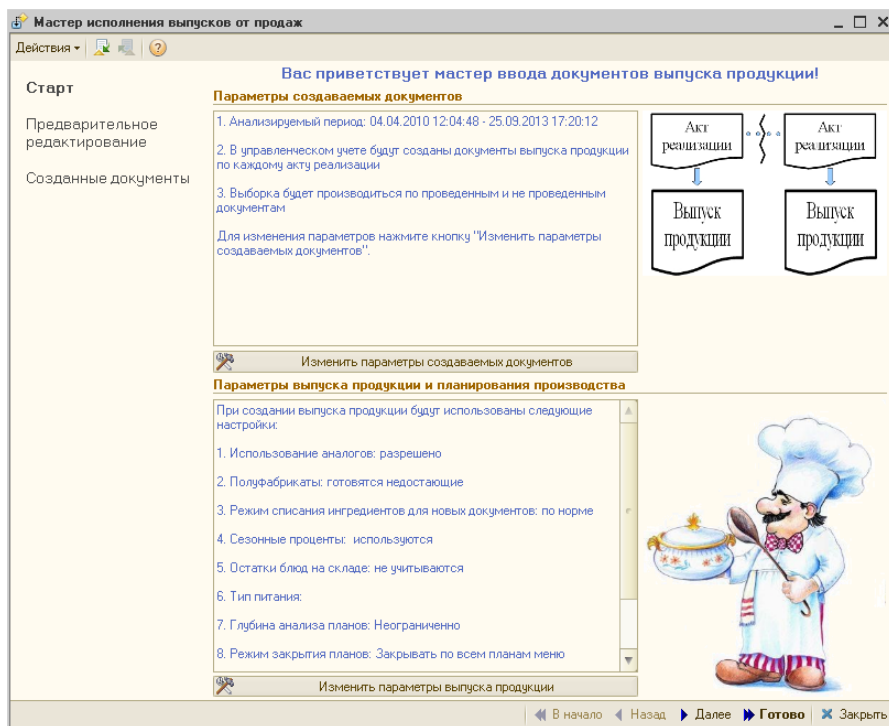 Мастер исполнения выпусков от продаж
Действия
Вас приветствует мастер ввода документов выпуска продукции!
Старт
Предварительное
редактирование
Созданные документы
Параметры создаваемых документов
1. Анализируемый период: 04.04.2010 12:04:48 - 25.09.2013 17:20:12
2. В управленческом учете будут созданы документы выпуска продукции
по каждому акту реализации
3. Выборка будет производиться по проведенным и не проведенным
документам
Для изменения параметров нажмите кнопку "Изменить параметры
создаваемых документов".
Акт
реализации
Акт
реализации
Выпуск
продукции
Выпуск
продукции
Изменить параметры создаваемых документов
Параметры выпуска продукции и планирования производства
При создании выпуска продукции будут использованы следующие
настройки:
1. Использование аналогов: разрешено
2. Полуфабрикаты: готовятся недостающие
3. Режим списания ингредиентов для новых документов: по норме
4. Сезонные проценты: используются
5. Остатки блюд на складе: не учитываются
6. Тип питания:
7. Глубина анализа планов: Неограниченно
8. Режим закрытия планов: Закрывать по всем планам меню
Изменить параметры выпуска продукции
В начало Назад Далее Готово Закрыть